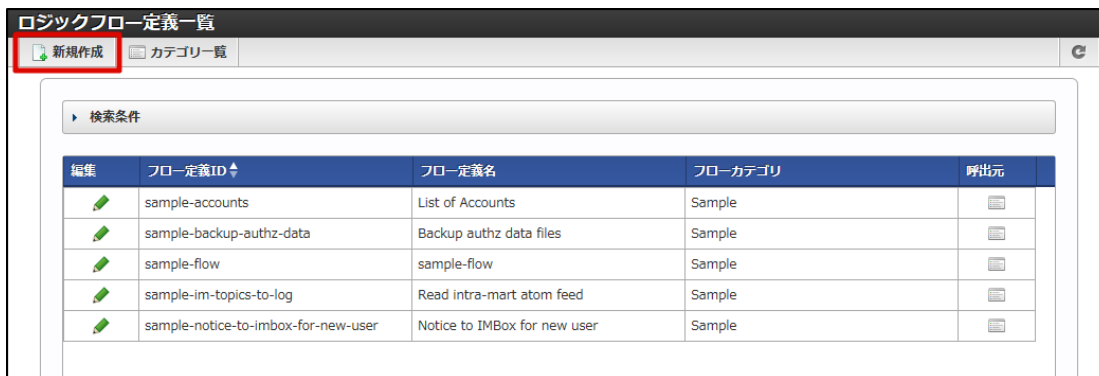 ロジックフロー定義一覧
新規作成 カテゴリ一覧
検索条件
編集 フロー定義ID フロー定義名 フローカテゴリ 呼出元
sample-accounts List of Accounts Sample
sample-backup-authz-data Backup authz data files Sample
sample-flow sample-flow Sample
sample-im-topics-to-log Read intra-mart atom feed Sample
sample-notice-to-imbox-for-new-user Notice to IMBox for new user Sample